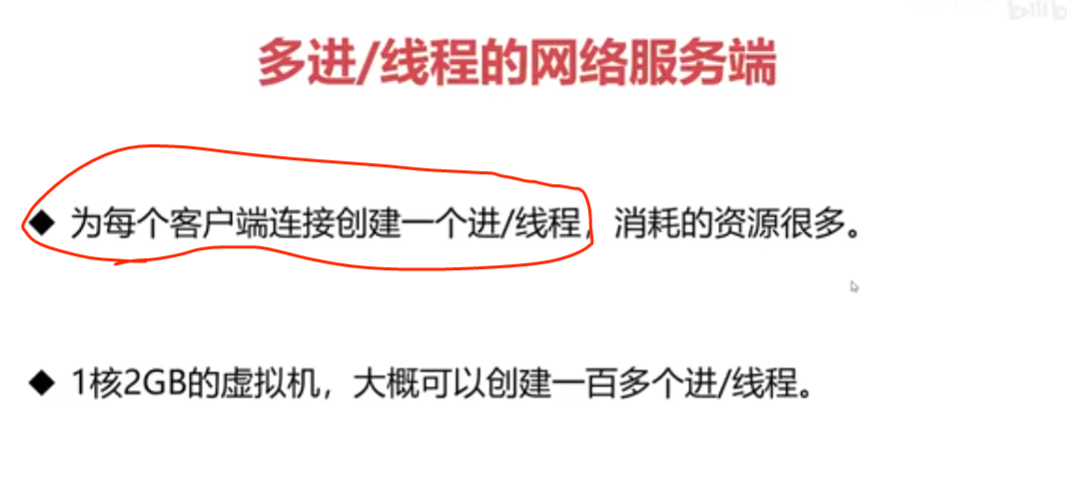 多进/线程的网络服务端
◆ 为每个客户端连接创建一个进/线程，消耗的资源很多。
◆ 1核2GB的虚拟机，大概可以创建一百多个进/线程。